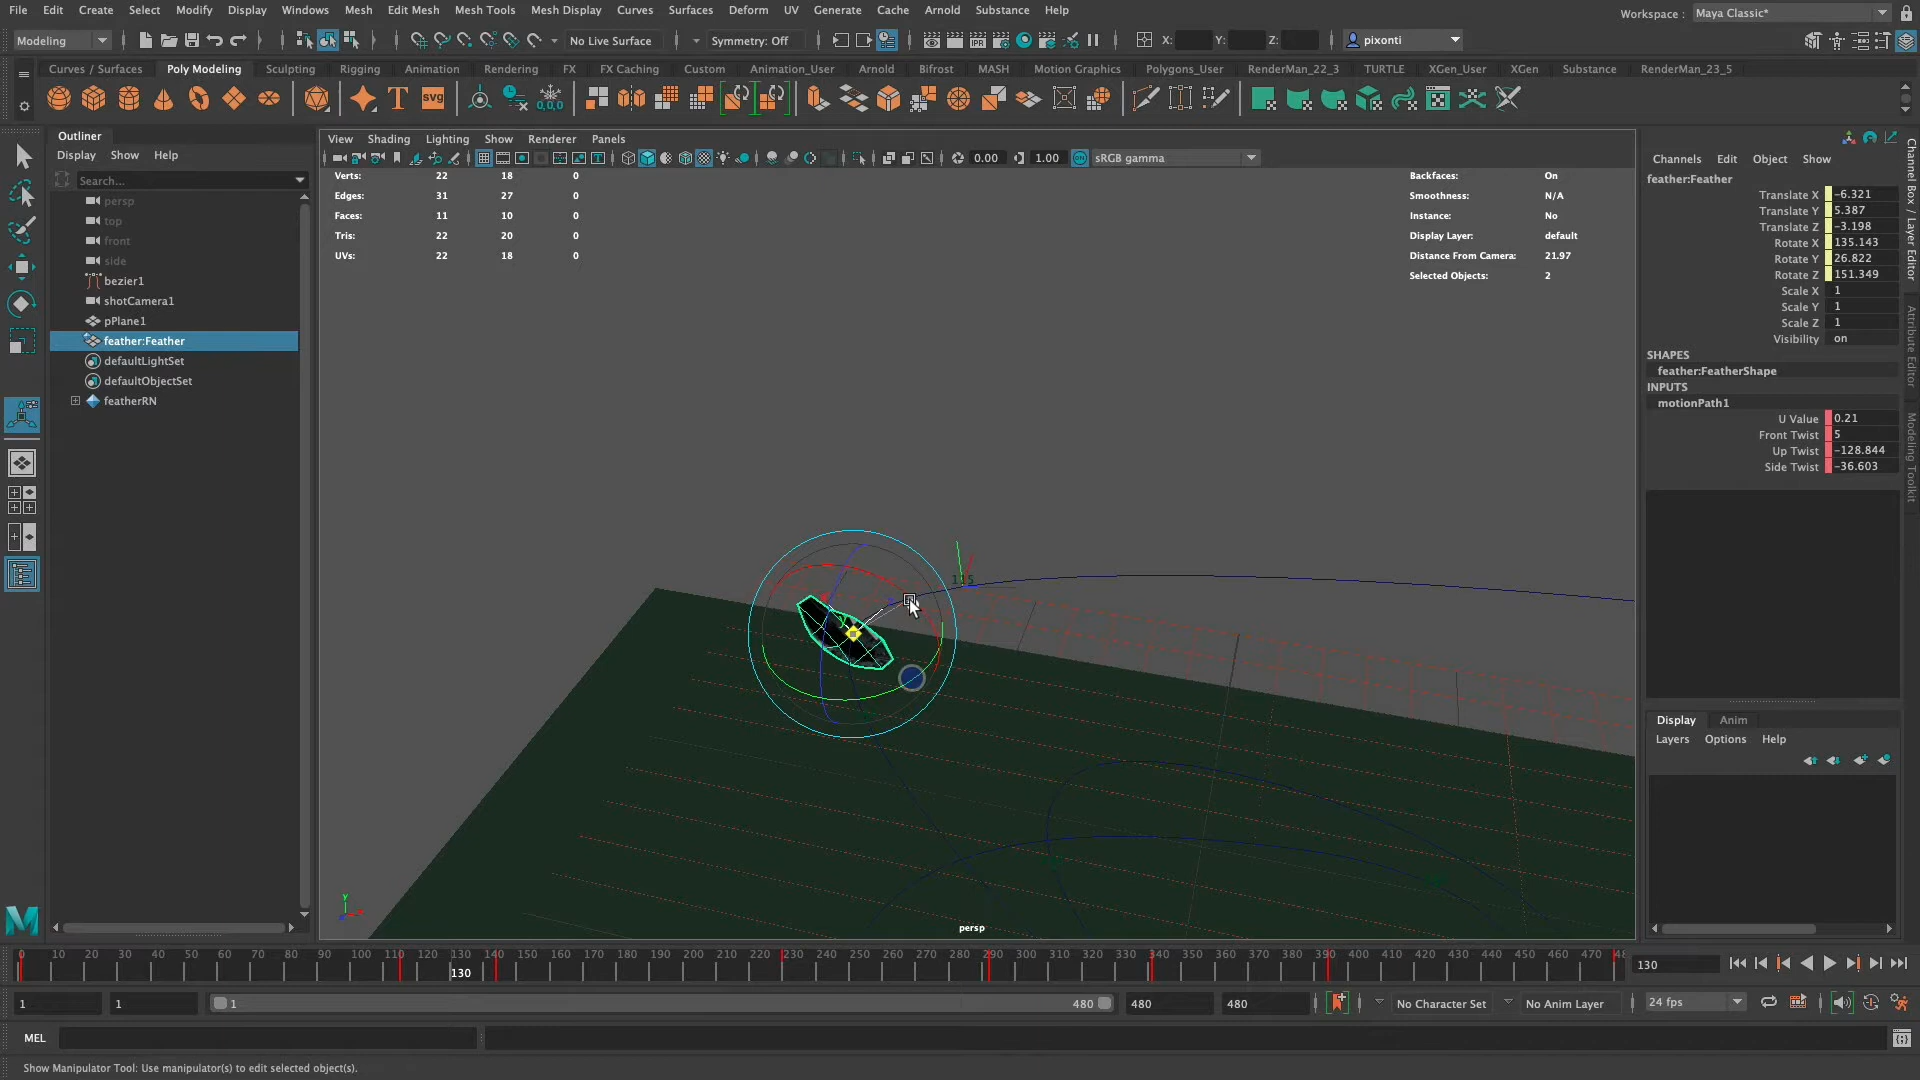 File Edit Create Select Modify Display Windows Mesh Edit Mesh Mesh Tools Mesh Display Curves Surfaces Deform UV Generate Cache Arnold Substance Help
Workspace : Maya Classic*
Modeling No Live Surface Symmetry: Off X: Y: Z: pixonti
Curves / Surfaces Poly Modeling Sculpting Rigging Animation Rendering FX FX Caching Custom Animation_User Arnold Bifrost MASH Motion Graphics Polygons_User RenderMan_22_3 TURTLE XGen_User XGen Substance RenderMan_23_5
SVG 0,0,0
Outliner
Display Show Help
Search...
persp
top
front
side
bezier1
shotCamera1
pPlane1
feather:Feather
defaultLightSet
defaultObjectSet
featherRN
View Shading Lighting Show Renderer Panels
0.00 1.00 sRGB gamma
Verts: 22 18 0
Edges: 31 27 0
Faces: 11 10 0
Tris: 22 20 0
UVs: 22 18 0
Backfaces: On
Smoothness: N/A
Instance: No
Display Layer: default
Distance From Camera: 21.97
Selected Objects: 2
persp
Channels Edit Object Show
feather:Feather
Translate X -6.321
Translate Y 5.387
Translate Z -3.198
Rotate X 135.143
Rotate Y 26.822
Rotate Z 151.349
Scale X 1
Scale Y 1
Scale Z 1
Visibility on
SHAPES
feather:FeatherShape
INPUTS
motionPath1
U Value 0.21
Front Twist 5
Up Twist -128.844
Side Twist -36.603
Channel Box / Layer Editor
Attribute Editor
Modeling Toolkit
Display Anim
Layers Options Help
0 10 20 30 40 50 60 70 80 90 100 110 120 130 140 150 160 170 180 190 200 210 220 230 240 250 260 270 280 290 300 310 320 330 340 350 360 370 380 390 400 410 420 430 440 450 460 470
130
130
1 1 1 480 480 480 No Character Set No Anim Layer 24 fps
MEL
Show Manipulator Tool: Use manipulator(s) to edit selected object(s).